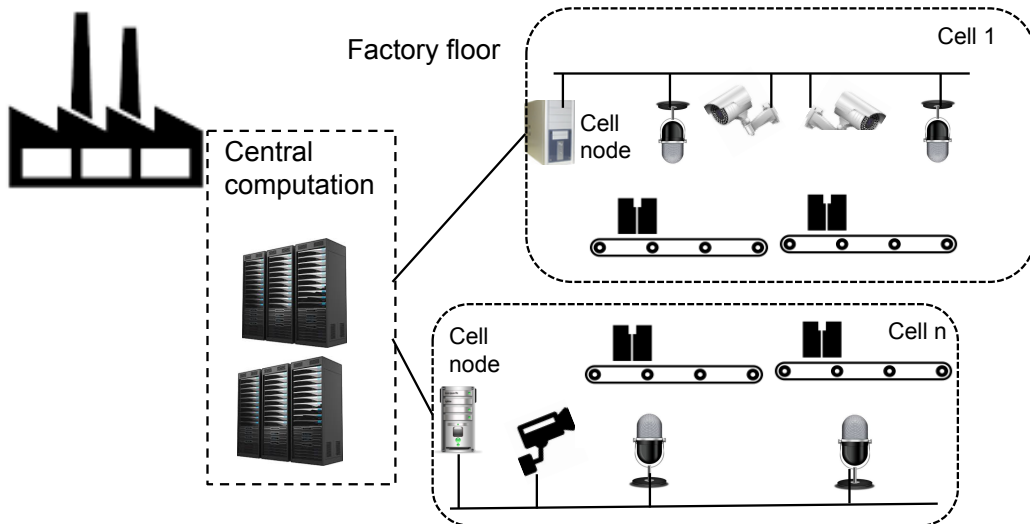 Factory floor
Cell 1
Cell
node
Central
computation
Cell
node
Cell n